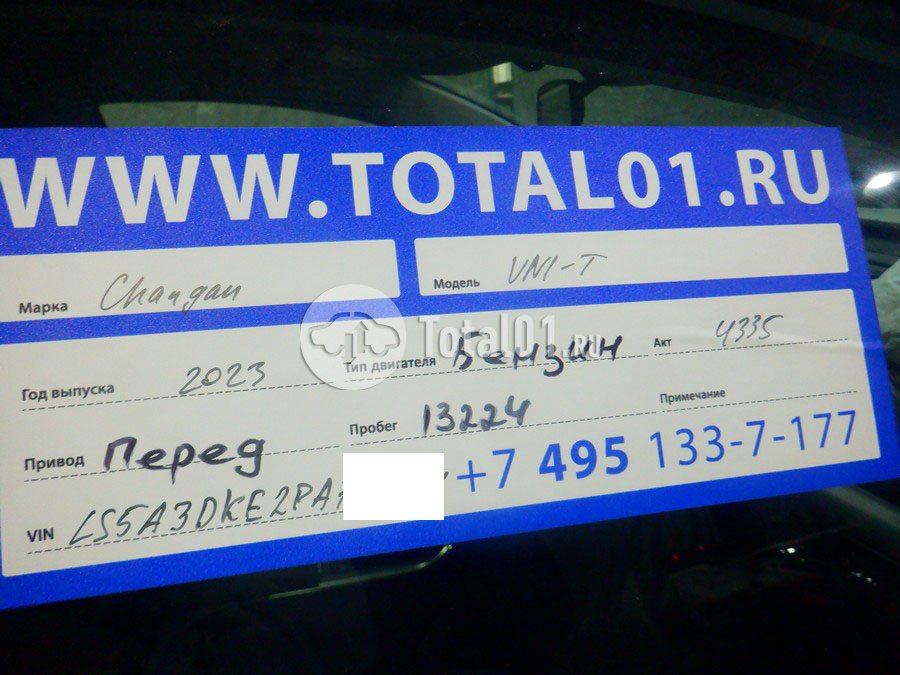 WWW.TOTAL01.RU
Марка Changan Модель UNI-T
Total01.RU
Год выпуска 2023 Тип двигателя Бензин Акт 4335
Привод Перед Пробег 13224 Примечание
VIN LS5A3DKE2PA +7 495 133-7-177